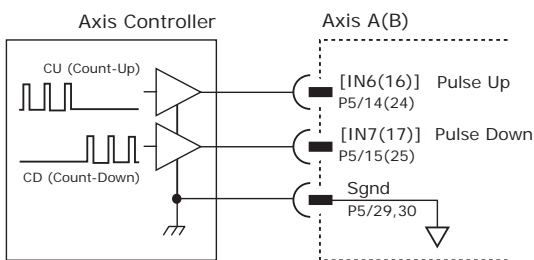 Axis Controller
Axis A(B)
CU (Count-Up)
[IN6(16)] Pulse Up
P5/14(24)
[IN7(17)] Pulse Down
P5/15(25)
CD (Count-Down)
Sgnd
P5/29,30